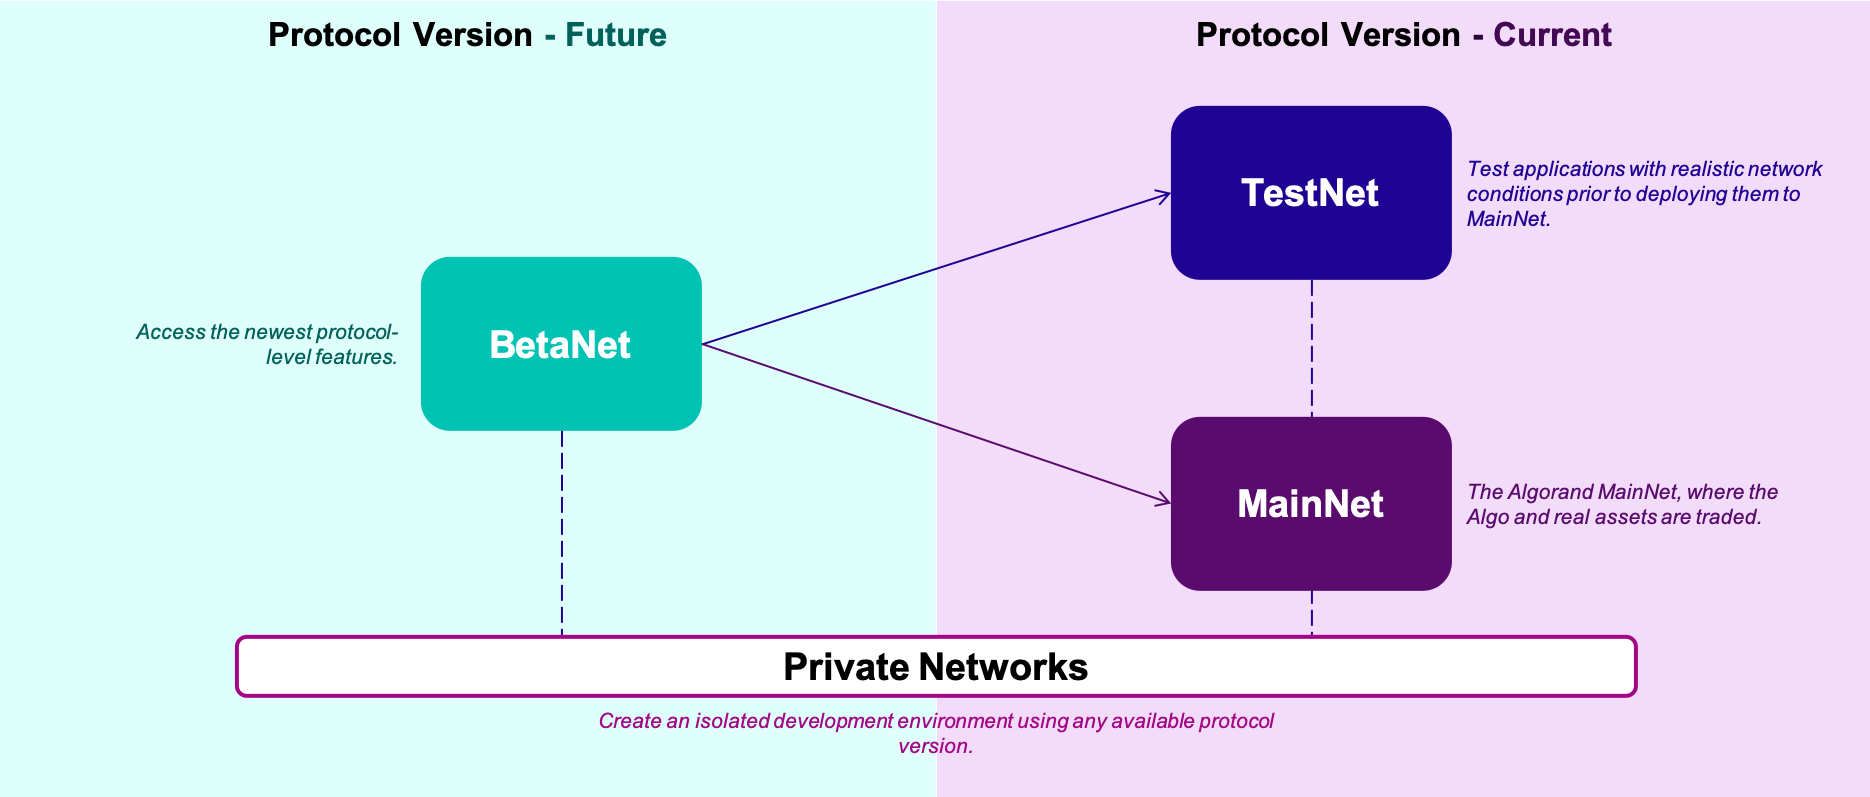 Protocol Version - Future
Protocol Version - Current
TestNet
Test applications with realistic network
conditions prior to deploying them to
MainNet.
Access the newest protocol-
level features.
BetaNet
MainNet
The Algorand MainNet, where the
Algo and real assets are traded.
Private Networks
Create an isolated development environment using any available protocol
version.